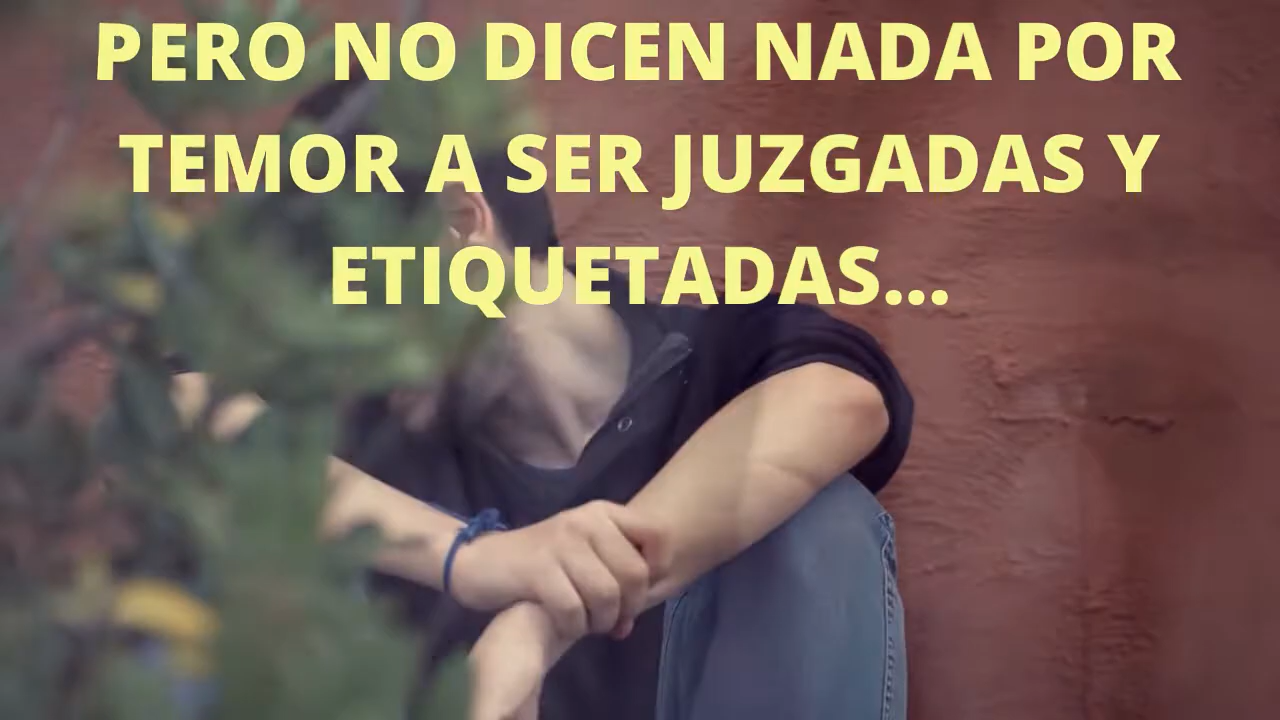 PERO NO DICEN NADA POR
TEMOR A SER JUZGADAS Y
ETIQUETADAS...